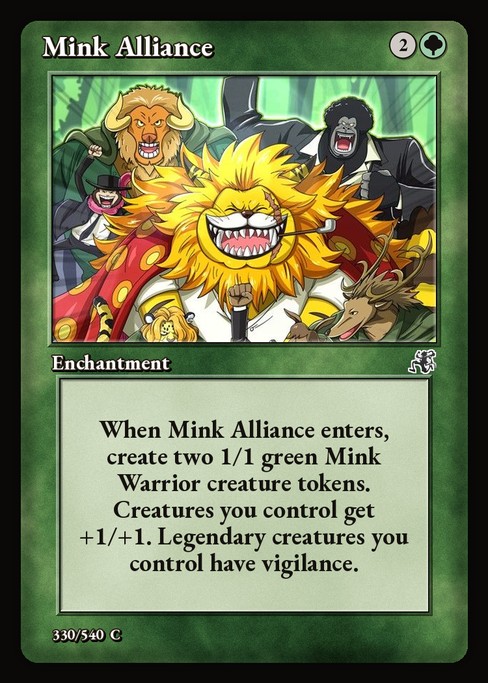 Mink Alliance 2
Enchantment
When Mink Alliance enters,
create two 1/1 green Mink
Warrior creature tokens.
Creatures you control get
+1/+1. Legendary creatures you
control have vigilance.
330/540 C